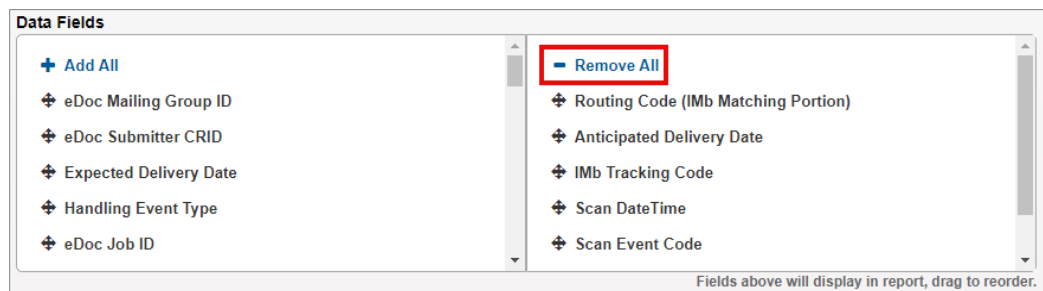 Data Fields
Add All
eDoc Mailing Group ID
eDoc Submitter CRID
Expected Delivery Date
Handling Event Type
eDoc Job ID
Remove All
Routing Code (IMb Matching Portion)
Anticipated Delivery Date
IMb Tracking Code
Scan DateTime
Scan Event Code
Fields above will display in report, drag to reorder.